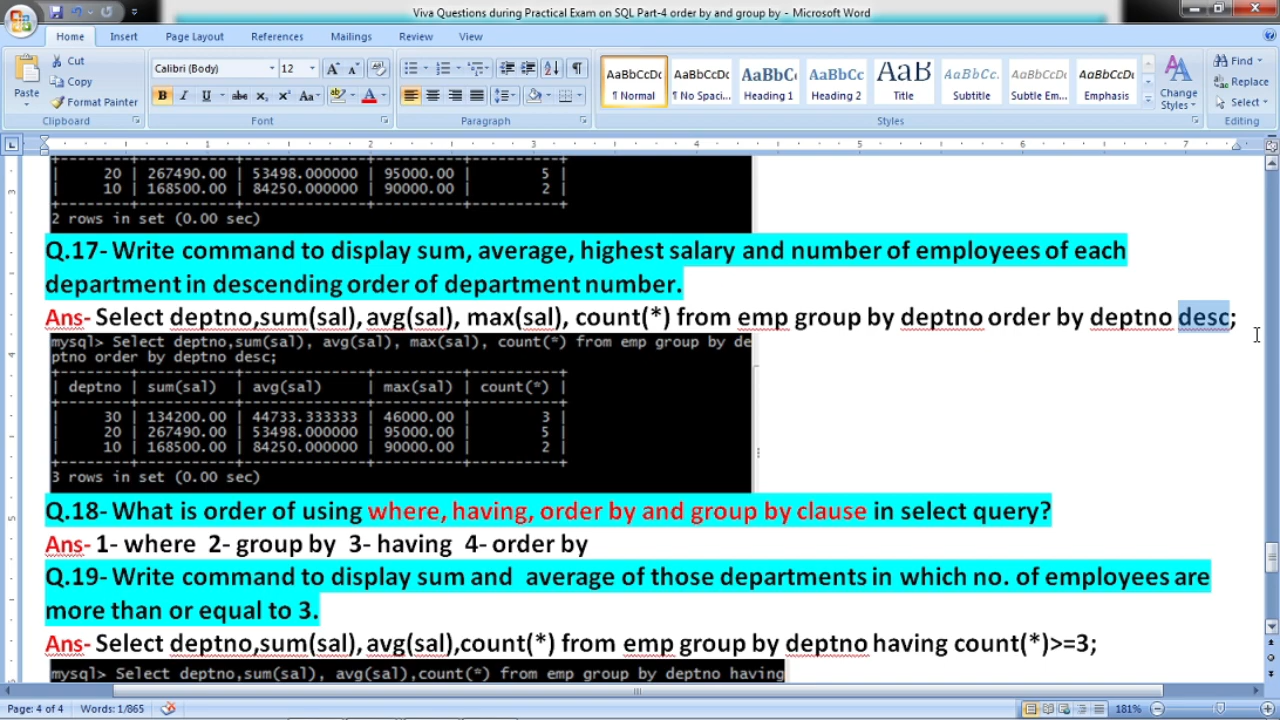 Viva Questions during Practical Exam on SQL Part-4 order by and group by - Microsoft Word
Home Insert Page Layout References Mailings Review View
Paste
Cut
Copy
Format Painter
Clipboard
Calibri (Body) 12
Font
Paragraph
AaBbCcDc AaBbCcDc AaBbC AaBbCc AaB AaBbCc. AaBbCcDc AaBbCcDc
¶ Normal ¶ No Spaci... Heading 1 Heading 2 Title Subtitle Subtle Em... Emphasis
Change
Styles
Styles
Find
Replace
Select
Editing
1 2 3 4 5 6 7
| 20 | 267490.00 | 53498.000000 | 95000.00 | 5 |
| 10 | 168500.00 | 84250.000000 | 90000.00 | 2 |
2 rows in set (0.00 sec)
Q.17- Write command to display sum, average, highest salary and number of employees of each
department in descending order of department number.
Ans- Select deptno,sum(sal), avg(sal), max(sal), count(*) from emp group by deptno order by deptno desc;
mysql> Select deptno,sum(sal), avg(sal), max(sal), count(*) from emp group by de
ptno order by deptno desc;
| deptno | sum(sal) | avg(sal) | max(sal) | count(*) |
| 30 | 134200.00 | 44733.333333 | 46000.00 | 3 |
| 20 | 267490.00 | 53498.000000 | 95000.00 | 5 |
| 10 | 168500.00 | 84250.000000 | 90000.00 | 2 |
3 rows in set (0.00 sec)
Q.18- What is order of using where, having, order by and group by clause in select query?
Ans- 1- where 2- group by 3- having 4- order by
Q.19- Write command to display sum and average of those departments in which no. of employees are
more than or equal to 3.
Ans- Select deptno,sum(sal), avg(sal),count(*) from emp group by deptno having count(*)>=3;
mysql> Select deptno,sum(sal), avg(sal),count(*) from emp group by deptno having
Page: 4 of 4 Words: 1/865 181%